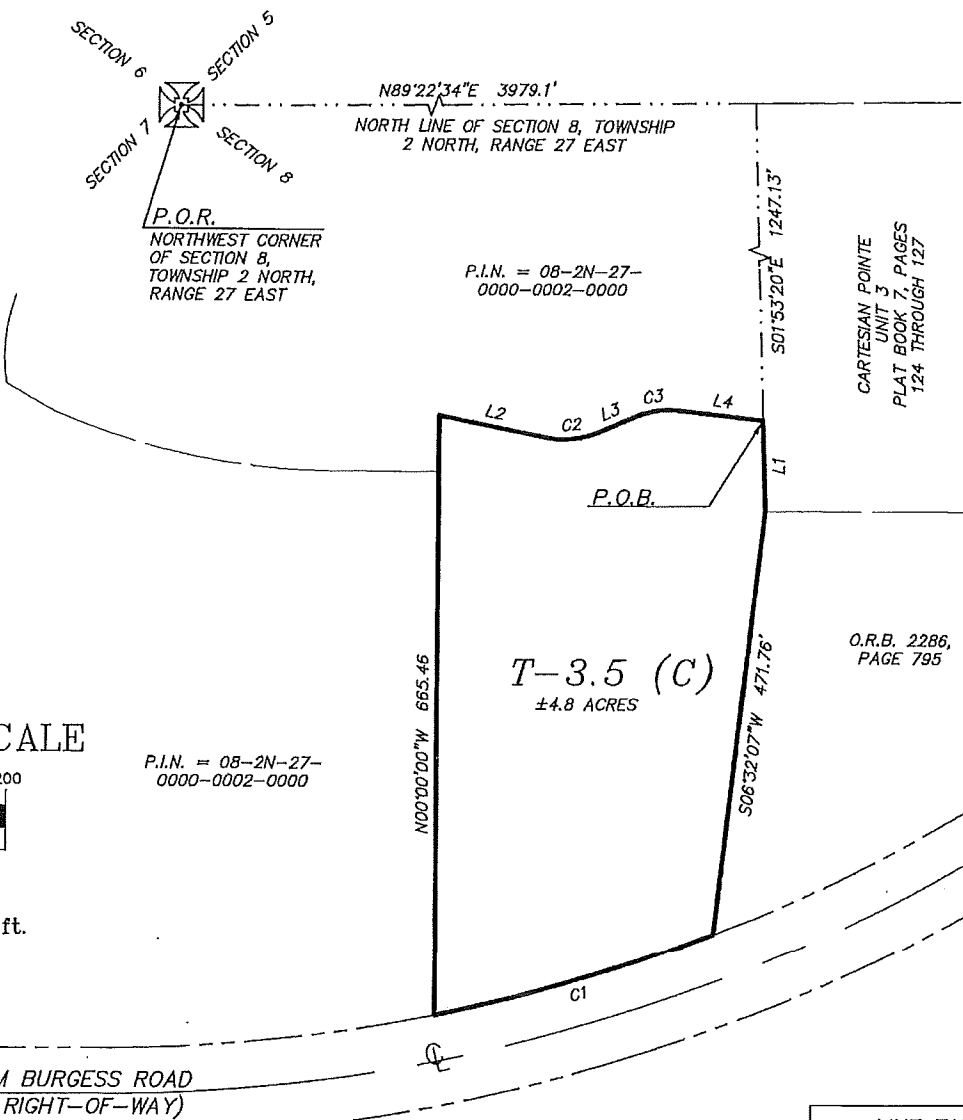 SECTION 6
SECTION 5
SECTION 7
SECTION 8
N89°22'34"E 3979.1'
NORTH LINE OF SECTION 8, TOWNSHIP
2 NORTH, RANGE 27 EAST
P.O.R.
NORTHWEST CORNER
OF SECTION 8,
TOWNSHIP 2 NORTH,
RANGE 27 EAST
P.I.N. = 08-2N-27-
0000-0002-0000
S01°53'20"E 1247.13'
CARTESIAN POINTE
UNIT 3
PLAT BOOK 7, PAGES
124 THROUGH 127
L2
C2
L3
C3
L4
L1
P.O.B.
N00°00'00"W 665.46
T-3.5 (C)
±4.8 ACRES
S06°32'07"W 471.76'
O.R.B. 2286,
PAGE 795
CALE
200
P.I.N. = 08-2N-27-
0000-0002-0000
ft.
C1
℄
M BURGESS ROAD
RIGHT-OF-WAY)